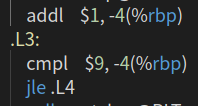 addl $1, -4(%rbp)
.L3:
cmpl $9, -4(%rbp)
jle .L4